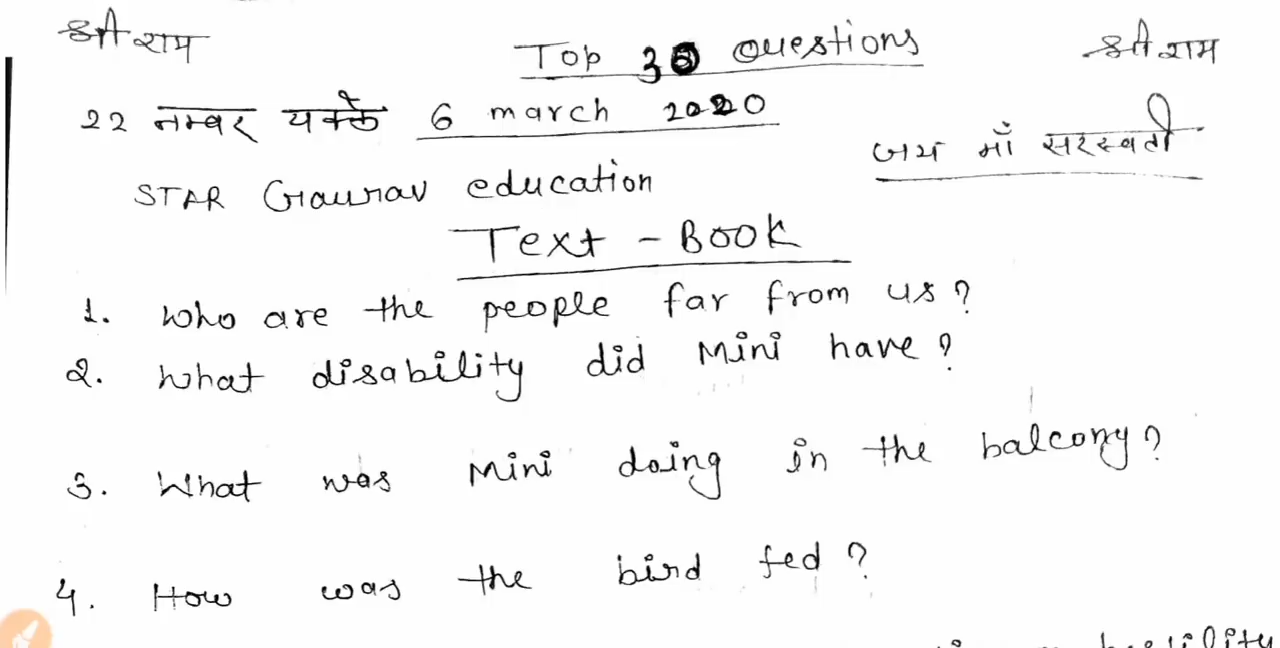 श्री राम Top 30 Questions श्री राम
22 नम्बर पक्के 6 march 2020
जय माँ सरस्वती
STAR Gaurav education
Text - Book
1. Who are the people far from us?
2. What disability did Mini have?
3. What was Mini doing in the balcony?
4. How was the bird fed?